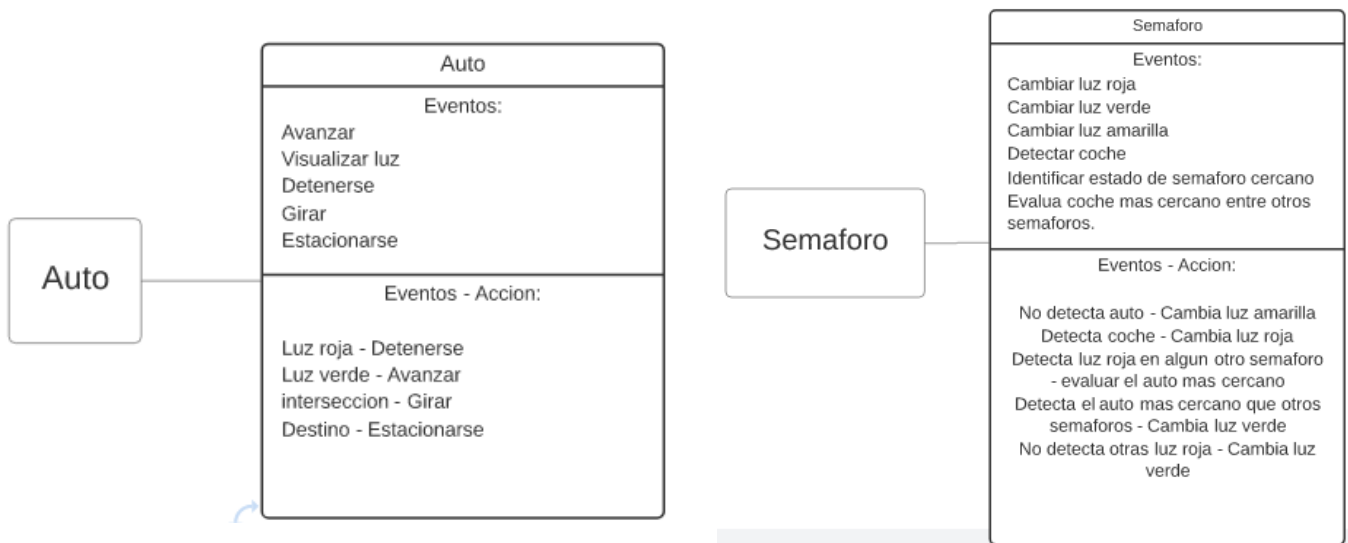 Auto
Auto
Eventos:
Avanzar
Visualizar luz
Detenerse
Girar
Estacionarse
Eventos - Accion:
Luz roja - Detenerse
Luz verde - Avanzar
interseccion - Girar
Destino - Estacionarse
Semaforo
Semaforo
Eventos:
Cambiar luz roja
Cambiar luz verde
Cambiar luz amarilla
Detectar coche
Identificar estado de semaforo cercano
Evalua coche mas cercano entre otros
semaforos.
Eventos - Accion:
No detecta auto - Cambia luz amarilla
Detecta coche - Cambia luz roja
Detecta luz roja en algun otro semaforo
- evaluar el auto mas cercano
Detecta el auto mas cercano que otros
semaforos - Cambia luz verde
No detecta otras luz roja - Cambia luz
verde